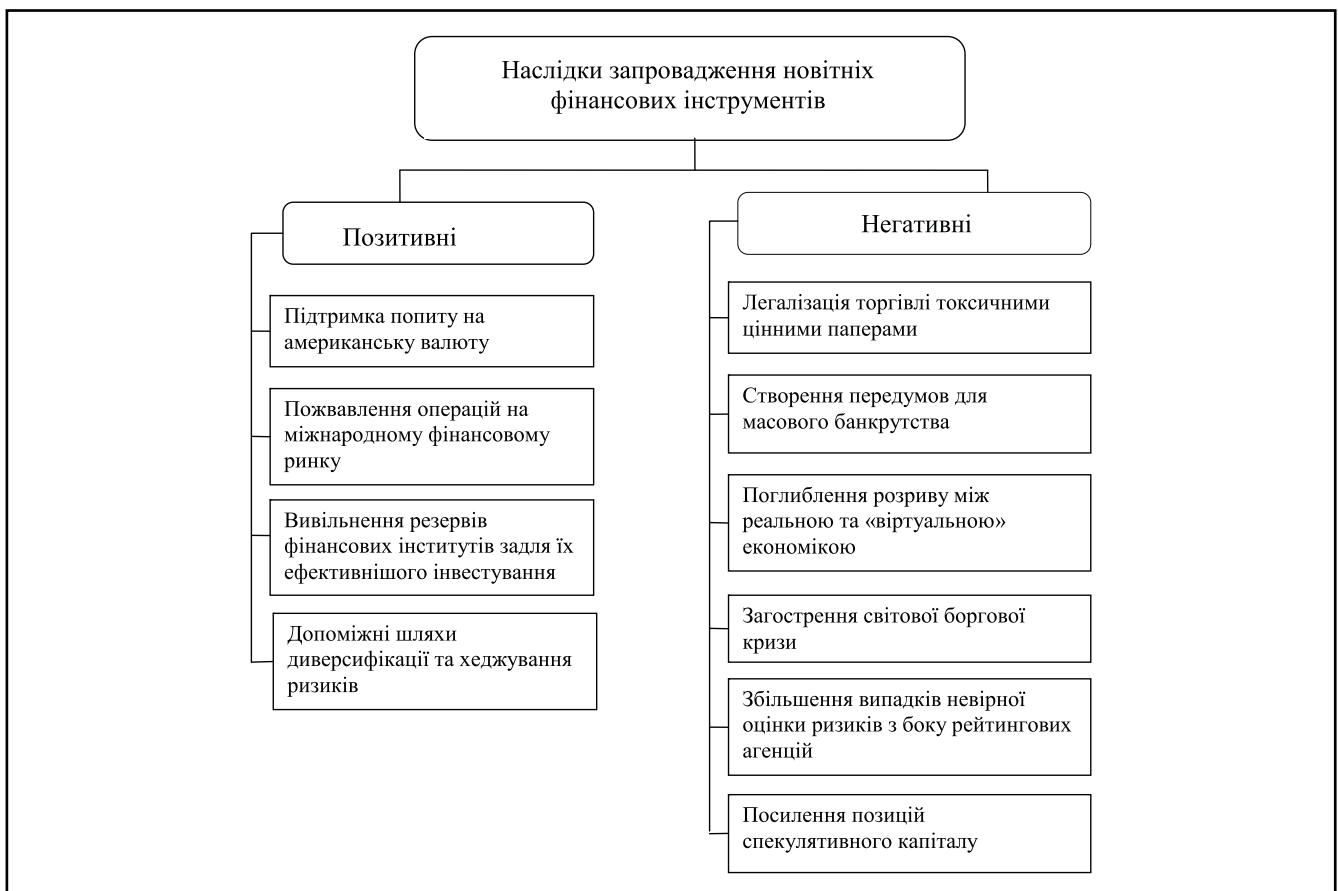 Наслідки запровадження новітніх
фінансових інструментів
Позитивні
Підтримка попиту на
американську валюту
Пожвавлення операцій на
міжнародному фінансовому
ринку
Вивільнення резервів
фінансових інститутів задля їх
ефективнішого інвестування
Допоміжні шляхи
диверсифікації та хеджування
ризиків
Негативні
Легалізація торгівлі токсичними
цінними паперами
Створення передумов для
масового банкрутства
Поглиблення розриву між
реальною та «віртуальною»
економікою
Загострення світової боргової
кризи
Збільшення випадків невірної
оцінки ризиків з боку рейтингових
агенцій
Посилення позицій
спекулятивного капіталу